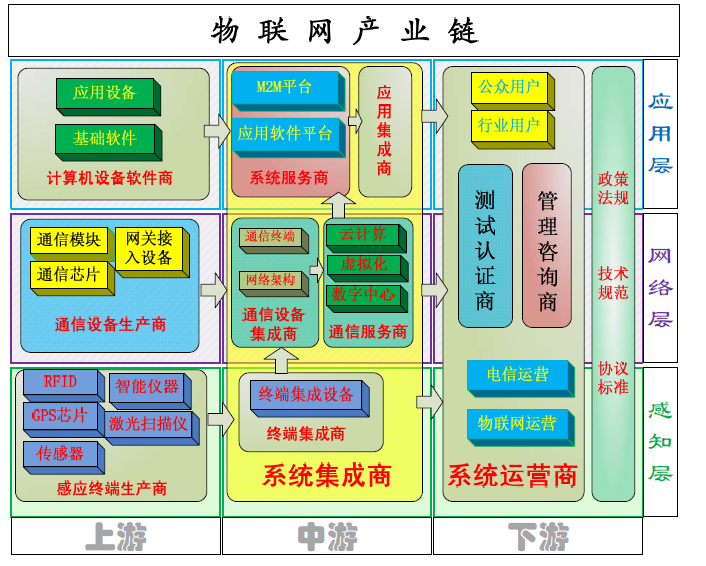 物联网产业链
应用设备
基础软件
计算机设备软件商
M2M平台
应用软件平台
系统服务商
应用集成商
公众用户
行业用户
应用层
通信模块
通信芯片
网关接
入设备
通信设备生产商
通信终端
网络架构
通信设备
集成商
云计算
虚拟化
数字中心
通信服务商
测试认证商
管理咨询商
政策
法规
技术
规范
协议
标准
网络层
RFID
GPS芯片
传感器
智能仪器
激光扫描仪
感应终端生产商
终端集成设备
终端集成商
系统集成商
电信运营
物联网运营
系统运营商
感知层
上游
中游
下游